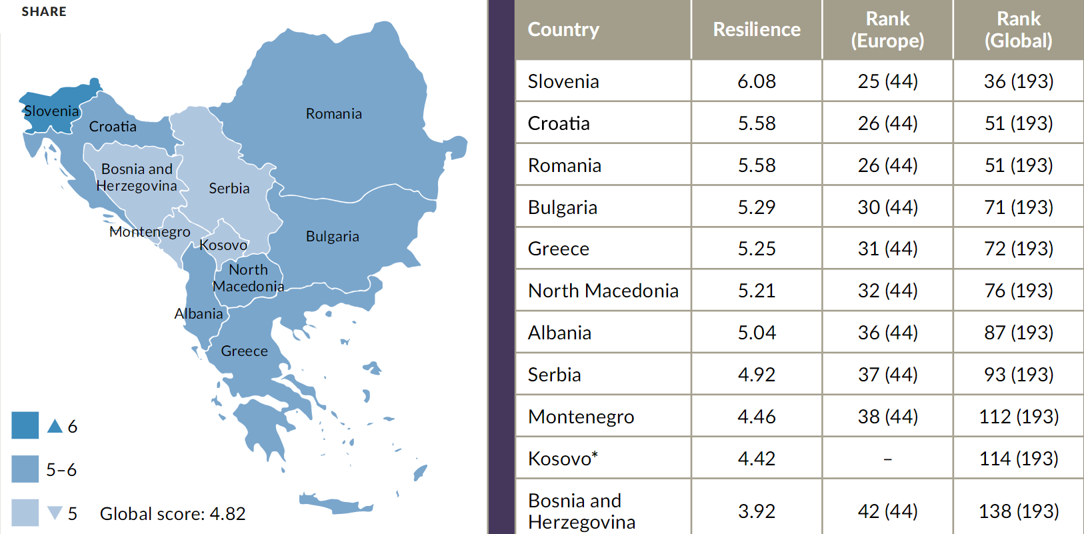 SHARE
Slovenia
Croatia
Romania
Bosnia and
Herzegovina
Serbia
Montenegro
Kosovo
Bulgaria
North
Macedonia
Albania
Greece
▲ 6
5–6
▼ 5 Global score: 4.82
Country Resilience Rank (Europe) Rank (Global)
Slovenia 6.08 25 (44) 36 (193)
Croatia 5.58 26 (44) 51 (193)
Romania 5.58 26 (44) 51 (193)
Bulgaria 5.29 30 (44) 71 (193)
Greece 5.25 31 (44) 72 (193)
North Macedonia 5.21 32 (44) 76 (193)
Albania 5.04 36 (44) 87 (193)
Serbia 4.92 37 (44) 93 (193)
Montenegro 4.46 38 (44) 112 (193)
Kosovo* 4.42 – 114 (193)
Bosnia and
Herzegovina 3.92 42 (44) 138 (193)